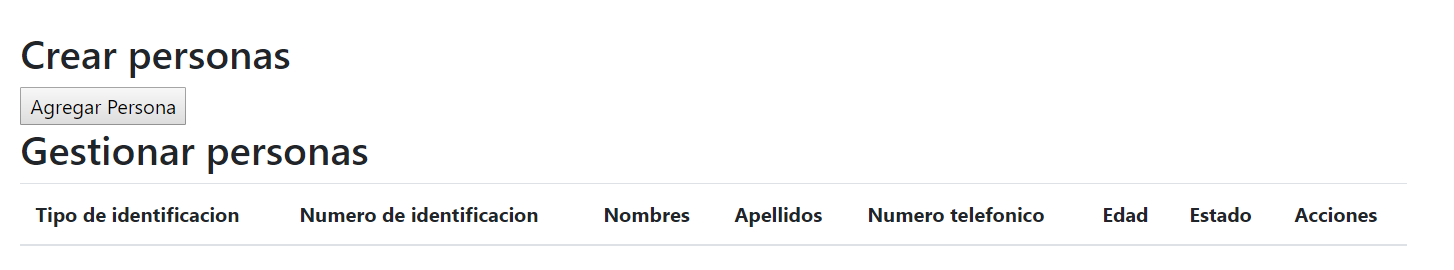 Crear personas
Agregar Persona
Gestionar personas
Tipo de identificacion Numero de identificacion Nombres Apellidos Numero telefonico Edad Estado Acciones